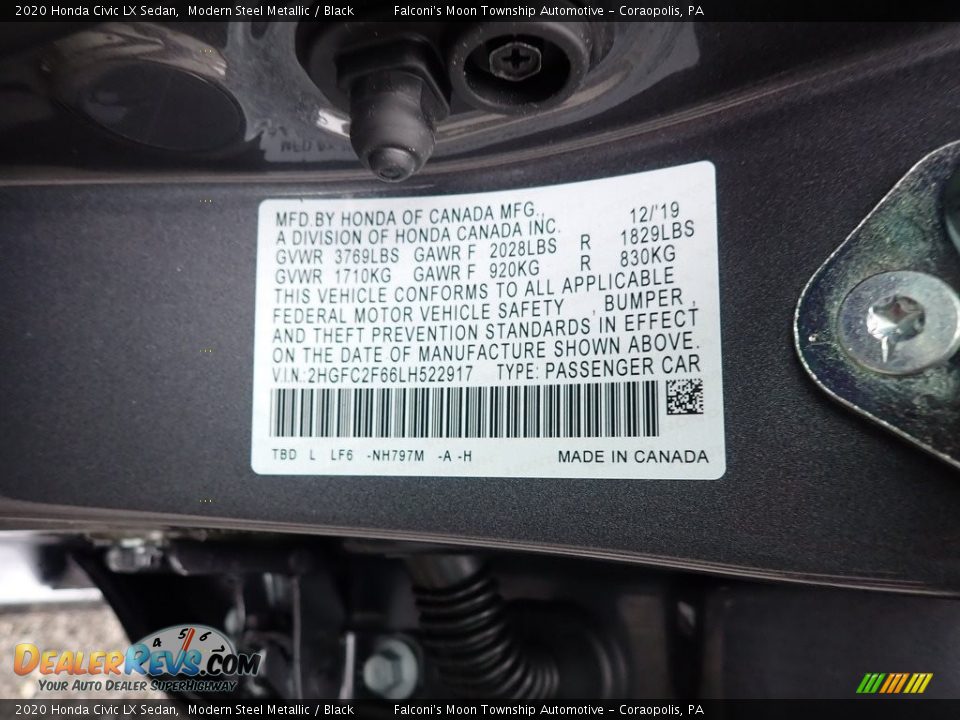 2020 Honda Civic LX Sedan, Modern Steel Metallic / Black Falconi's Moon Township Automotive - Coraopolis, PA
MFD.BY HONDA OF CANADA MFG., 12/'19
A DIVISION OF HONDA CANADA INC.
GVWR 3769LBS GAWR F 2028LBS R 1829LBS
GVWR 1710KG GAWR F 920KG R 830KG
THIS VEHICLE CONFORMS TO ALL APPLICABLE
FEDERAL MOTOR VEHICLE SAFETY , BUMPER ,
AND THEFT PREVENTION STANDARDS IN EFFECT
ON THE DATE OF MANUFACTURE SHOWN ABOVE.
V.I.N.:2HGFC2F66LH522917 TYPE: PASSENGER CAR
TBD L LF6 -NH797M -A -H MADE IN CANADA
4 5 6
DealerRevs.com
Your Auto Dealer SuperHighway
2020 Honda Civic LX Sedan, Modern Steel Metallic / Black Falconi's Moon Township Automotive - Coraopolis, PA